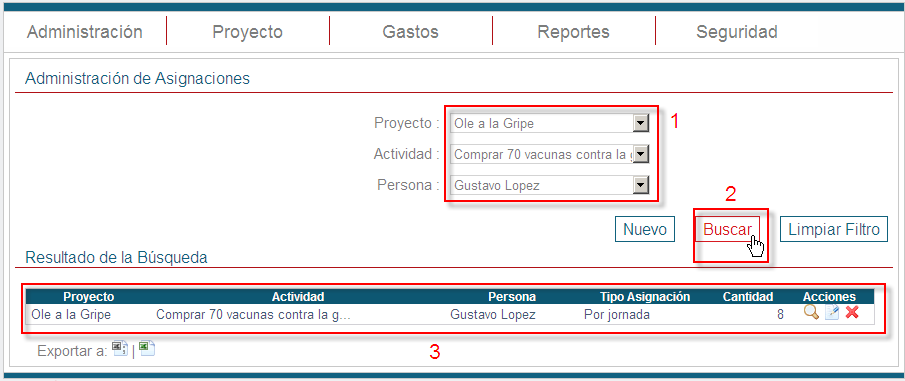 Administración Proyecto Gastos Reportes Seguridad
Administración de Asignaciones
Proyecto : Ole a la Gripe 1
Actividad : Comprar 70 vacunas contra la g
Persona : Gustavo Lopez
2
Nuevo Buscar Limpiar Filtro
Resultado de la Búsqueda
Proyecto Actividad Persona Tipo Asignación Cantidad Acciones
Ole a la Gripe Comprar 70 vacunas contra la g... Gustavo Lopez Por jornada 8
Exportar a: | 3